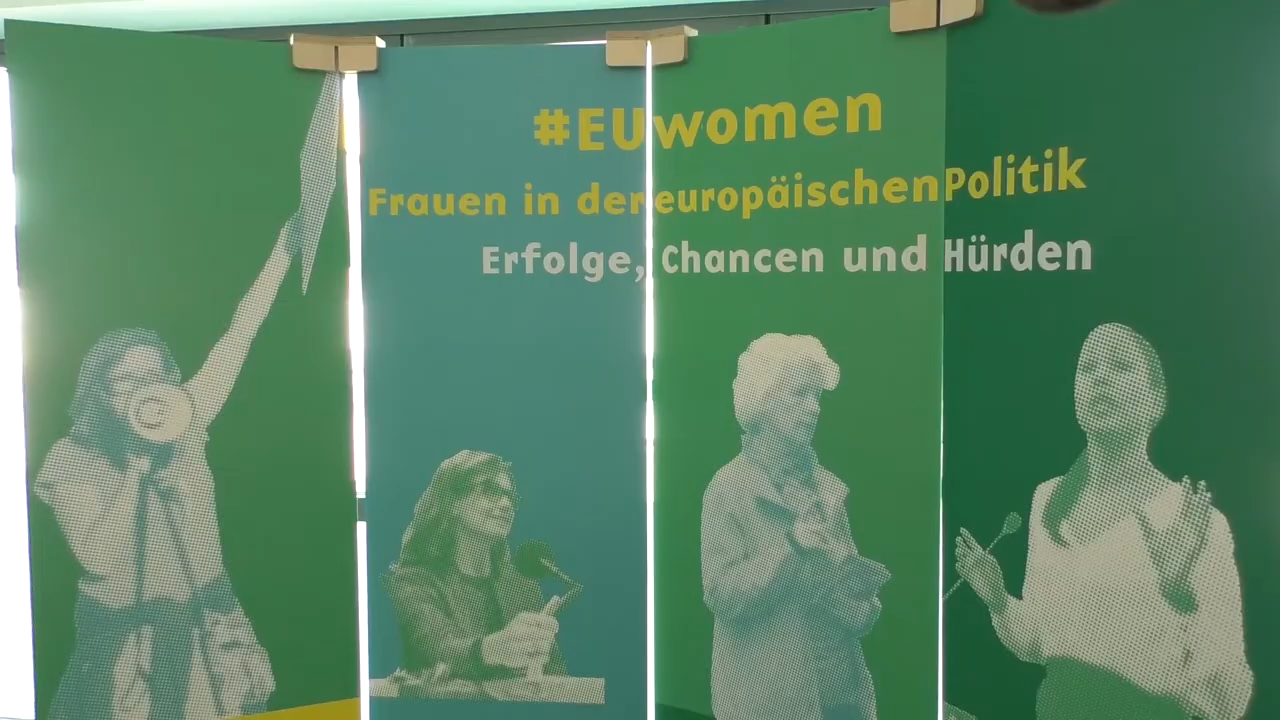 #EUwomen
Frauen in der europäischen Politik
Erfolge, Chancen und Hürden